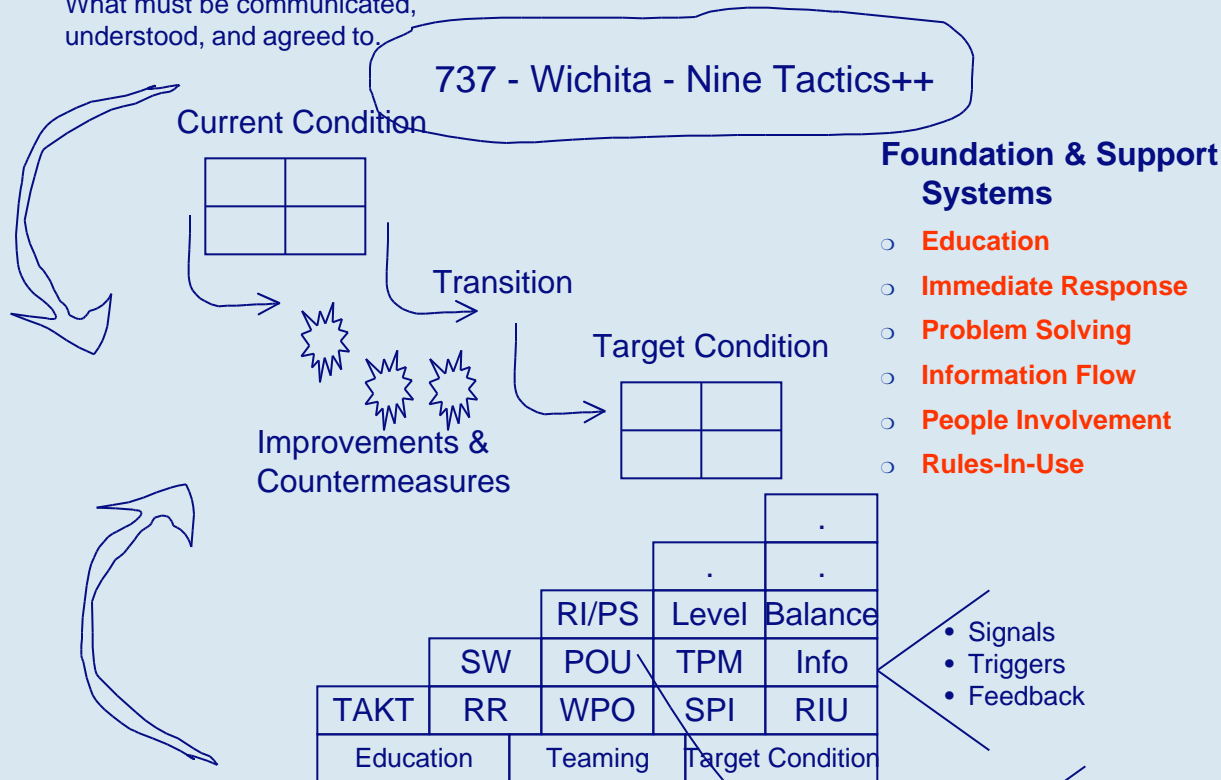 What must be communicated,
understood, and agreed to.
737 - Wichita - Nine Tactics++
Current Condition
Foundation & Support
Systems
Education
Immediate Response
Problem Solving
Information Flow
People Involvement
Rules-In-Use
Transition
Target Condition
Improvements &
Countermeasures
.
. .
RI/PS Level Balance
SW POU TPM Info
TAKT RR WPO SPI RIU
Education Teaming Target Condition
• Signals
• Triggers
• Feedback